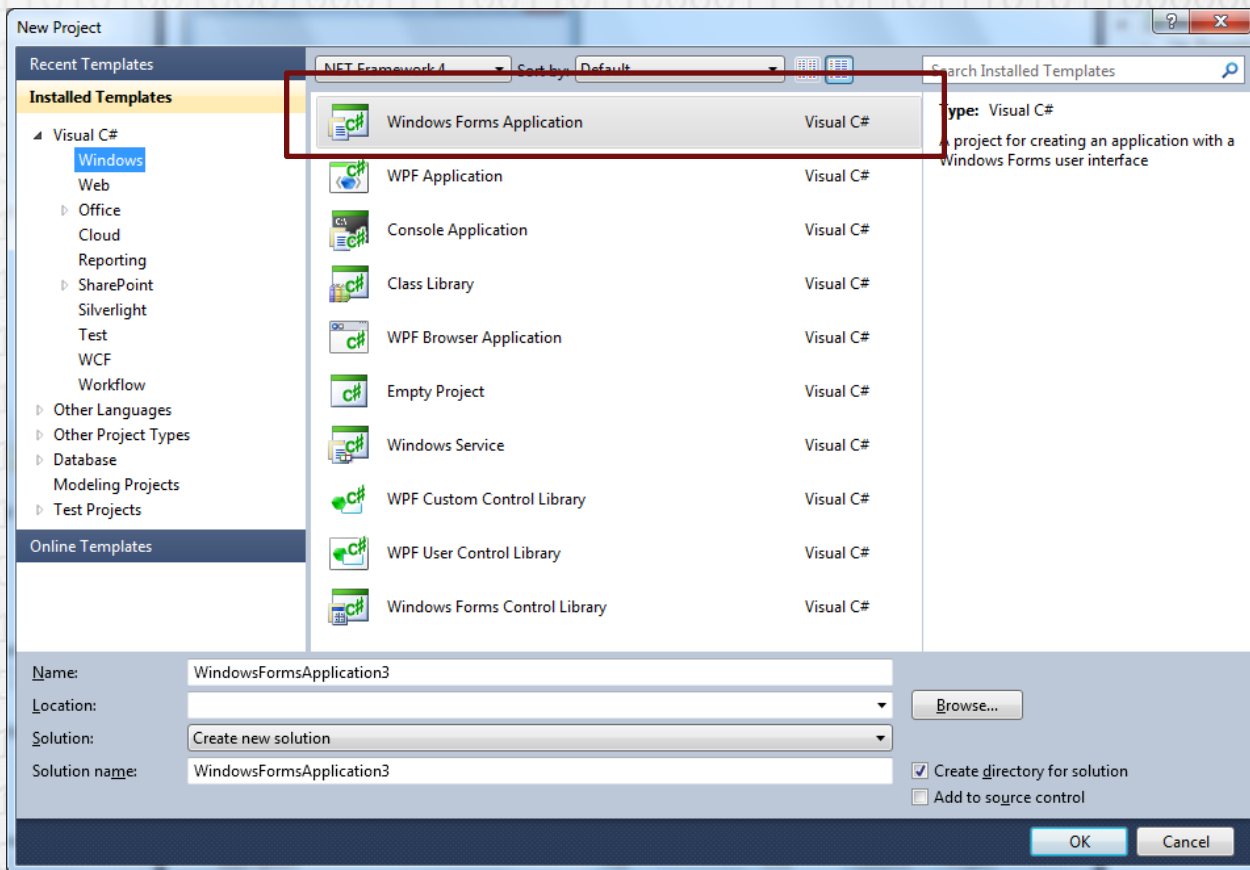 New Project
Recent Templates
Installed Templates
Visual C#
Windows
Web
Office
Cloud
Reporting
SharePoint
Silverlight
Test
WCF
Workflow
Other Languages
Other Project Types
Database
Modeling Projects
Test Projects
Online Templates
.NET Framework 4 Sort by: Default
Windows Forms Application Visual C#
WPF Application Visual C#
Console Application Visual C#
Class Library Visual C#
WPF Browser Application Visual C#
Empty Project Visual C#
Windows Service Visual C#
WPF Custom Control Library Visual C#
WPF User Control Library Visual C#
Windows Forms Control Library Visual C#
Search Installed Templates
Type: Visual C#
A project for creating an application with a
Windows Forms user interface
Name: WindowsFormsApplication3
Location:
Browse...
Solution: Create new solution
Solution name: WindowsFormsApplication3
Create directory for solution
Add to source control
OK Cancel